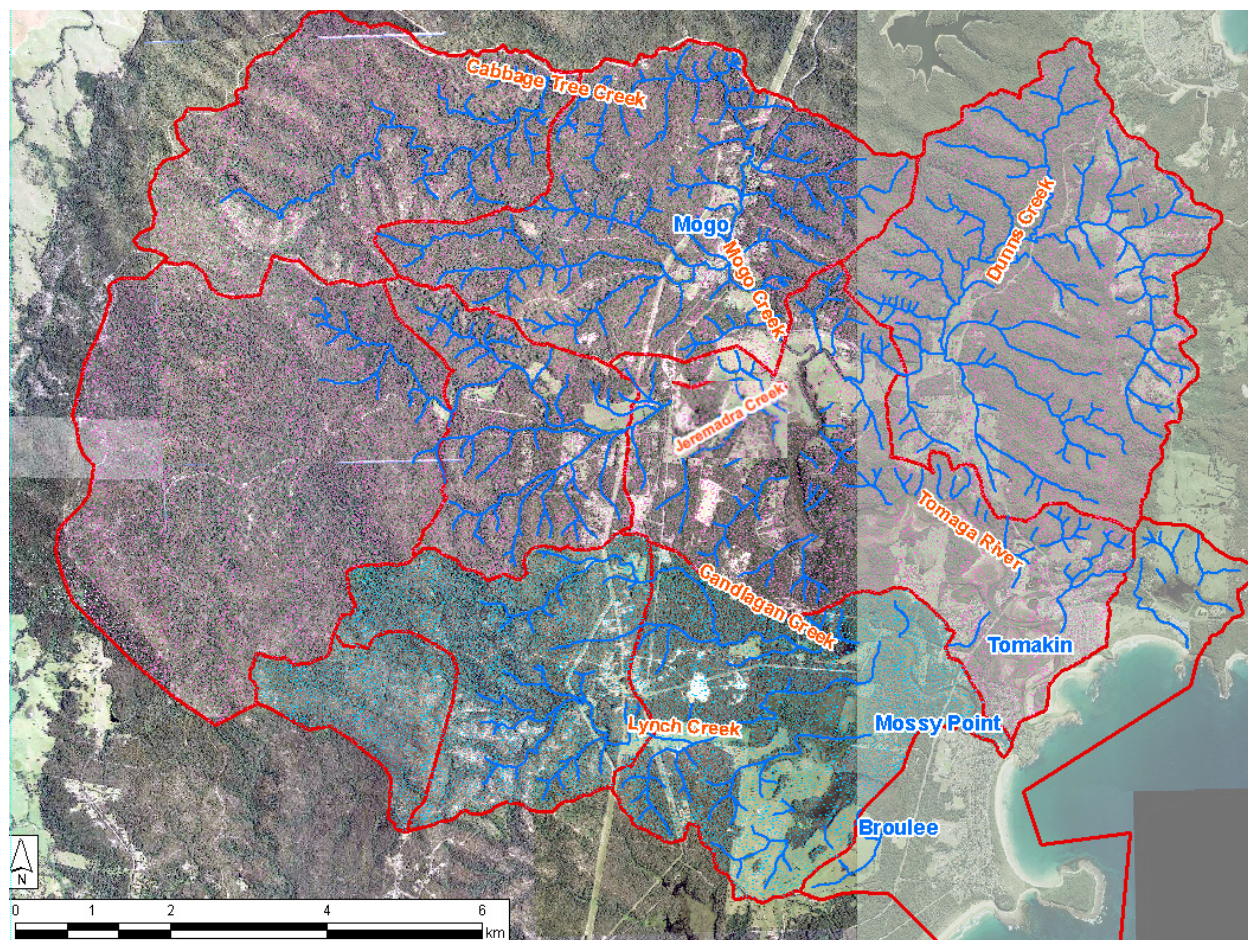 Cabbage Tree Creek
Mogo
Mogo Creek
Dunns Creek
Jeremadra Creek
Tomaga River
Candlagan Creek
Tomakin
Lynch Creek
Mossy Point
Broulee
N
0 1 2 4 6
km